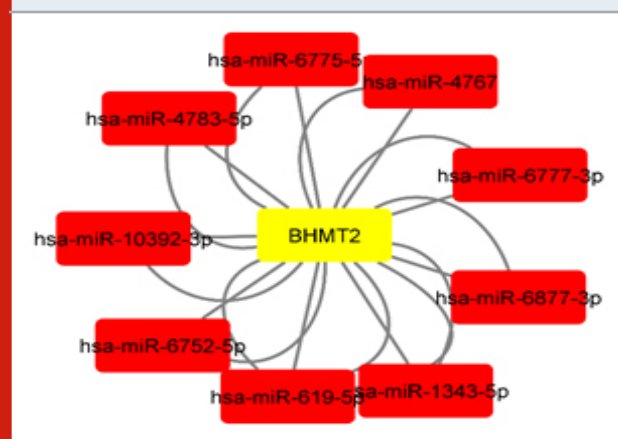 hsa-miR-6775-5
hsa-miR-4767
hsa-miR-4783-5p
hsa-miR-6777-3p
BHMT2
hsa-miR-10392-3p
hsa-miR-6877-3p
hsa-miR-6752-5p
hsa-miR-619-5p
sa-miR-1343-5p